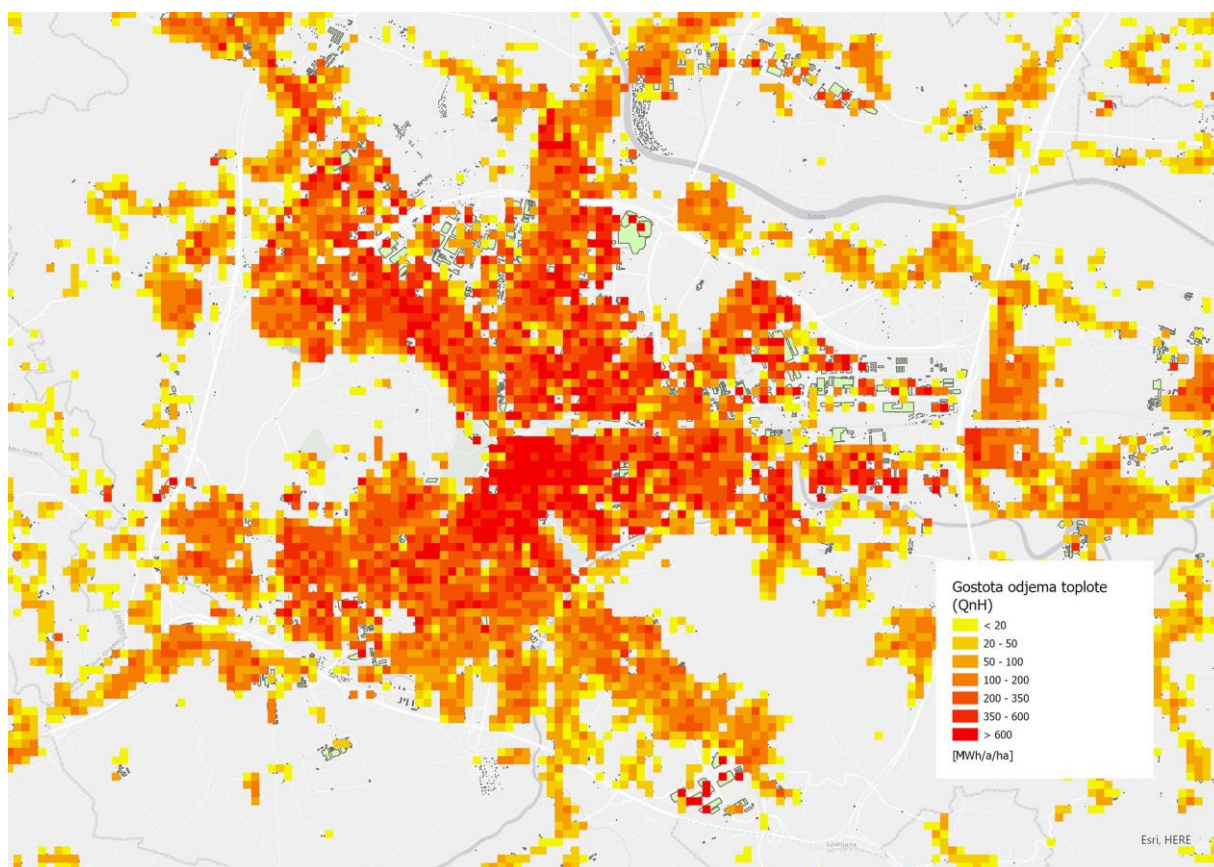 Sava
Gostota odjema toplote
(QnH)
< 20
20 - 50
50 - 100
100 - 200
200 - 350
350 - 600
> 600
[MWh/a/ha]
Esri, HERE
Ljubljana